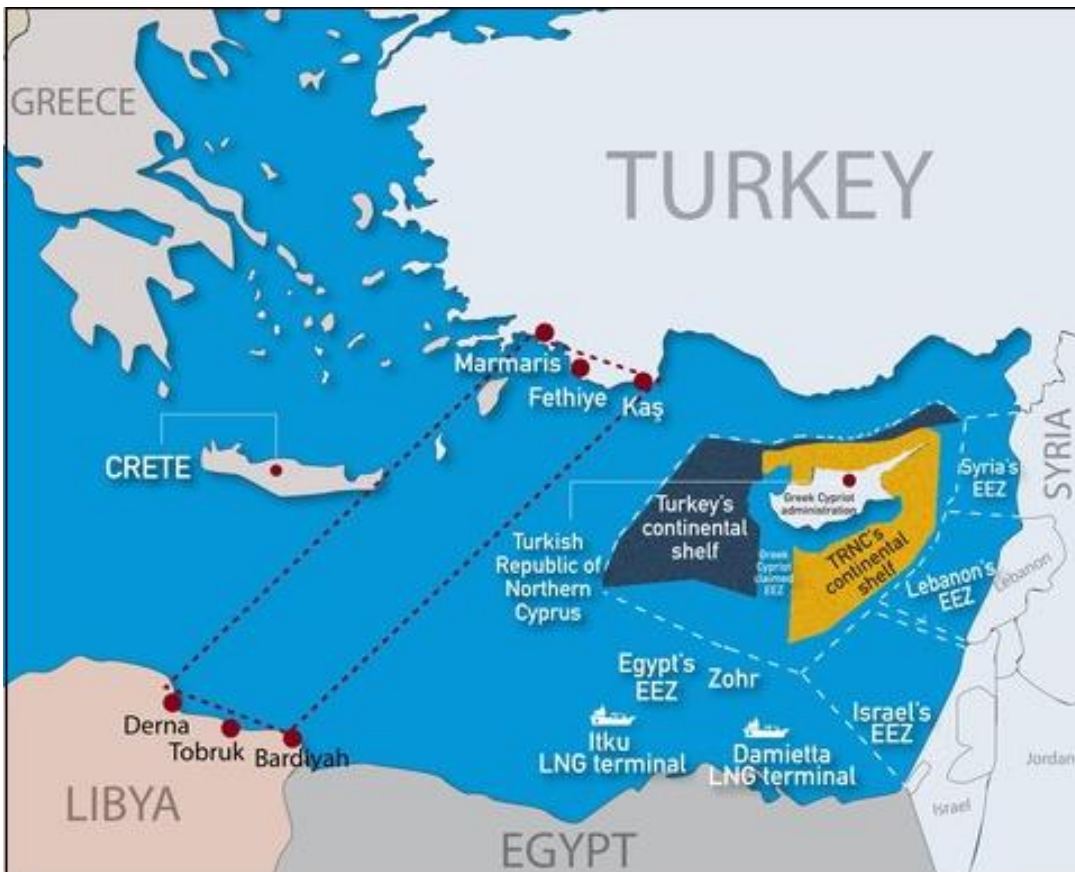 GREECE
TURKEY
Marmaris
Fethiye
Kaş
CRETE
SYRIA
Syria's
EEZ
Greek Cypriot
administration
Turkey's
continental
shelf
Turkish
Republic of
Northern
Cyprus
Greek
Cypriot
claimed
EEZ
TRNC's
continental
shelf
Lebanon's
EEZ
Lebanon
Egypt's
EEZ
Zohr
Israel's
EEZ
Derna
Tobruk
Bardiyah
Itku
LNG terminal
Damietta
LNG terminal
Jordan
Israel
LIBYA
EGYPT